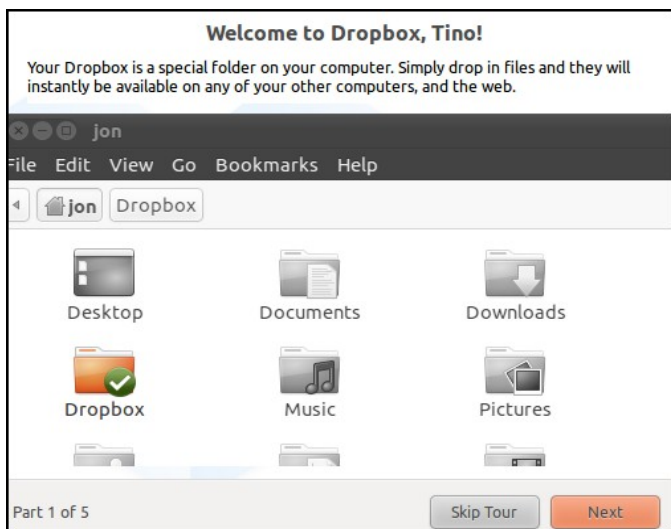 Welcome to Dropbox, Tino!
Your Dropbox is a special folder on your computer. Simply drop in files and they will
instantly be available on any of your other computers, and the web.
jon
File Edit View Go Bookmarks Help
jon Dropbox
Desktop Documents Downloads
Dropbox Music Pictures
Part 1 of 5 Skip Tour Next